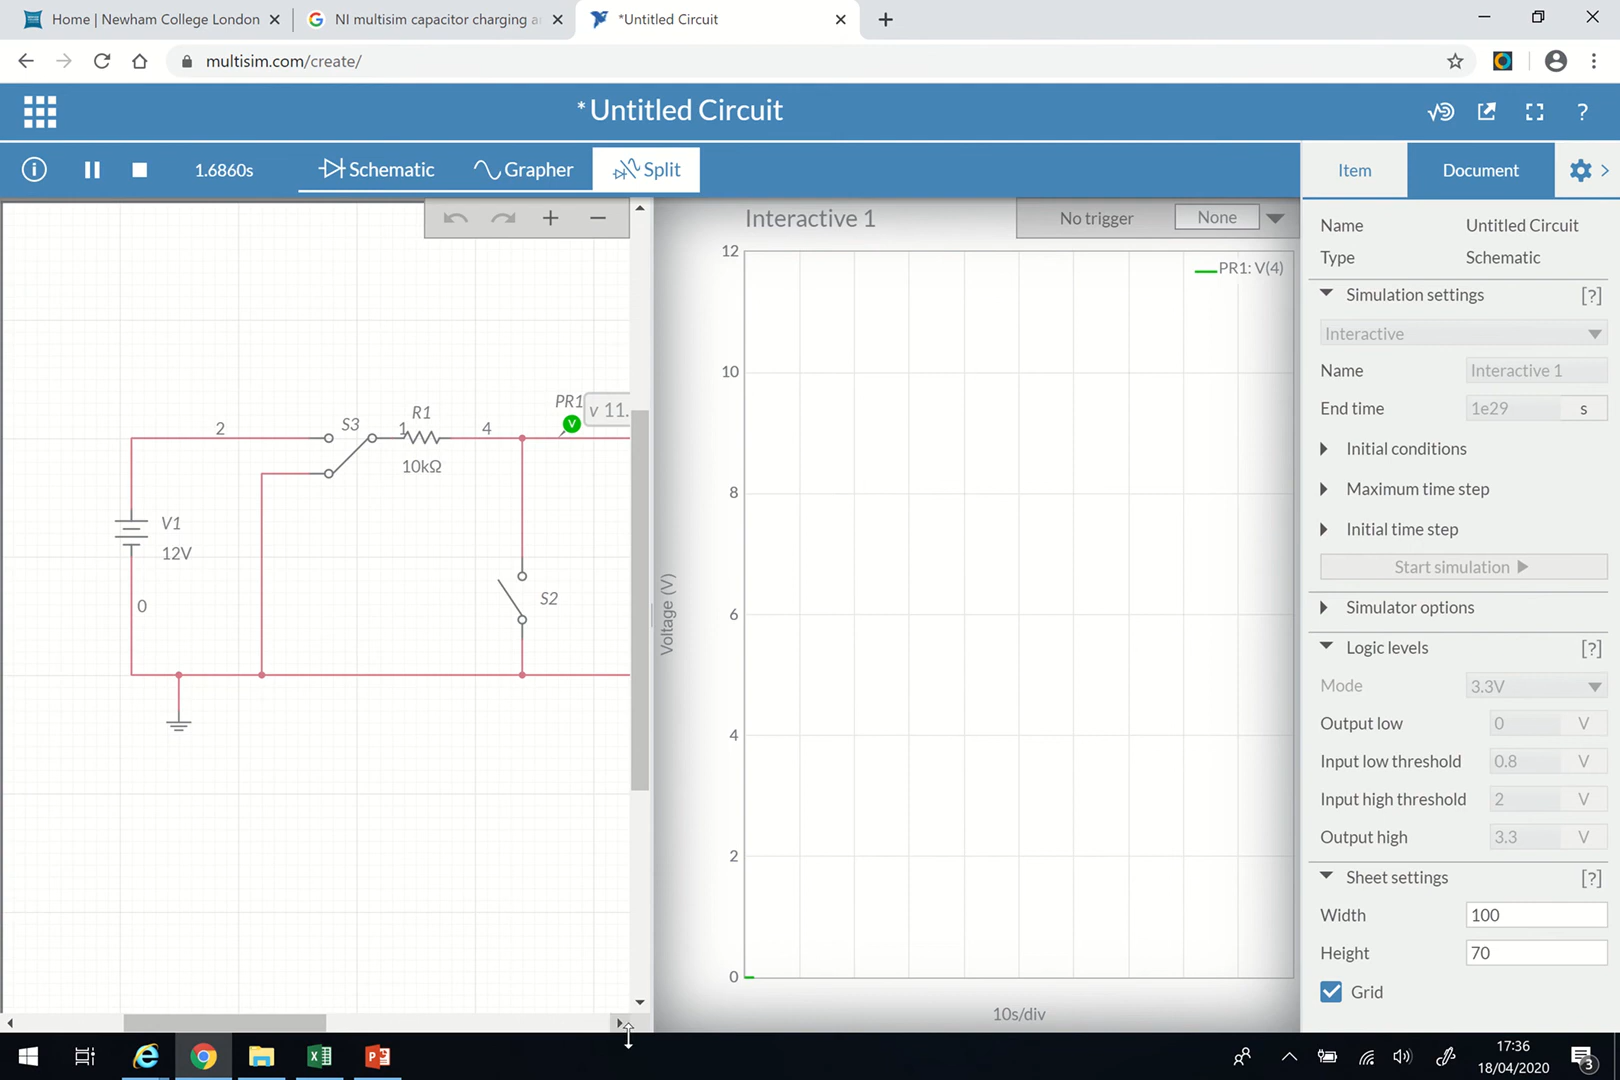 Home | Newham College London
NI multisim capacitor charging a
*Untitled Circuit
multisim.com/create/
* Untitled Circuit
?
1.6860s
Schematic
Grapher
Split
Item
Document
Interactive 1
No trigger
None
PR1: V(4)
12
10
8
6
4
2
0
Voltage (V)
10s/div
2
S3
1
R1
10kΩ
4
PR1
V
v 11.
V1
12V
0
S2
Name
Untitled Circuit
Type
Schematic
Simulation settings
[?]
Interactive
Name
Interactive 1
End time
1e29
s
Initial conditions
Maximum time step
Initial time step
Start simulation
Simulator options
Logic levels
[?]
Mode
3.3V
Output low
0
V
Input low threshold
0.8
V
Input high threshold
2
V
Output high
3.3
V
Sheet settings
[?]
Width
100
Height
70
Grid
17:36
18/04/2020
3